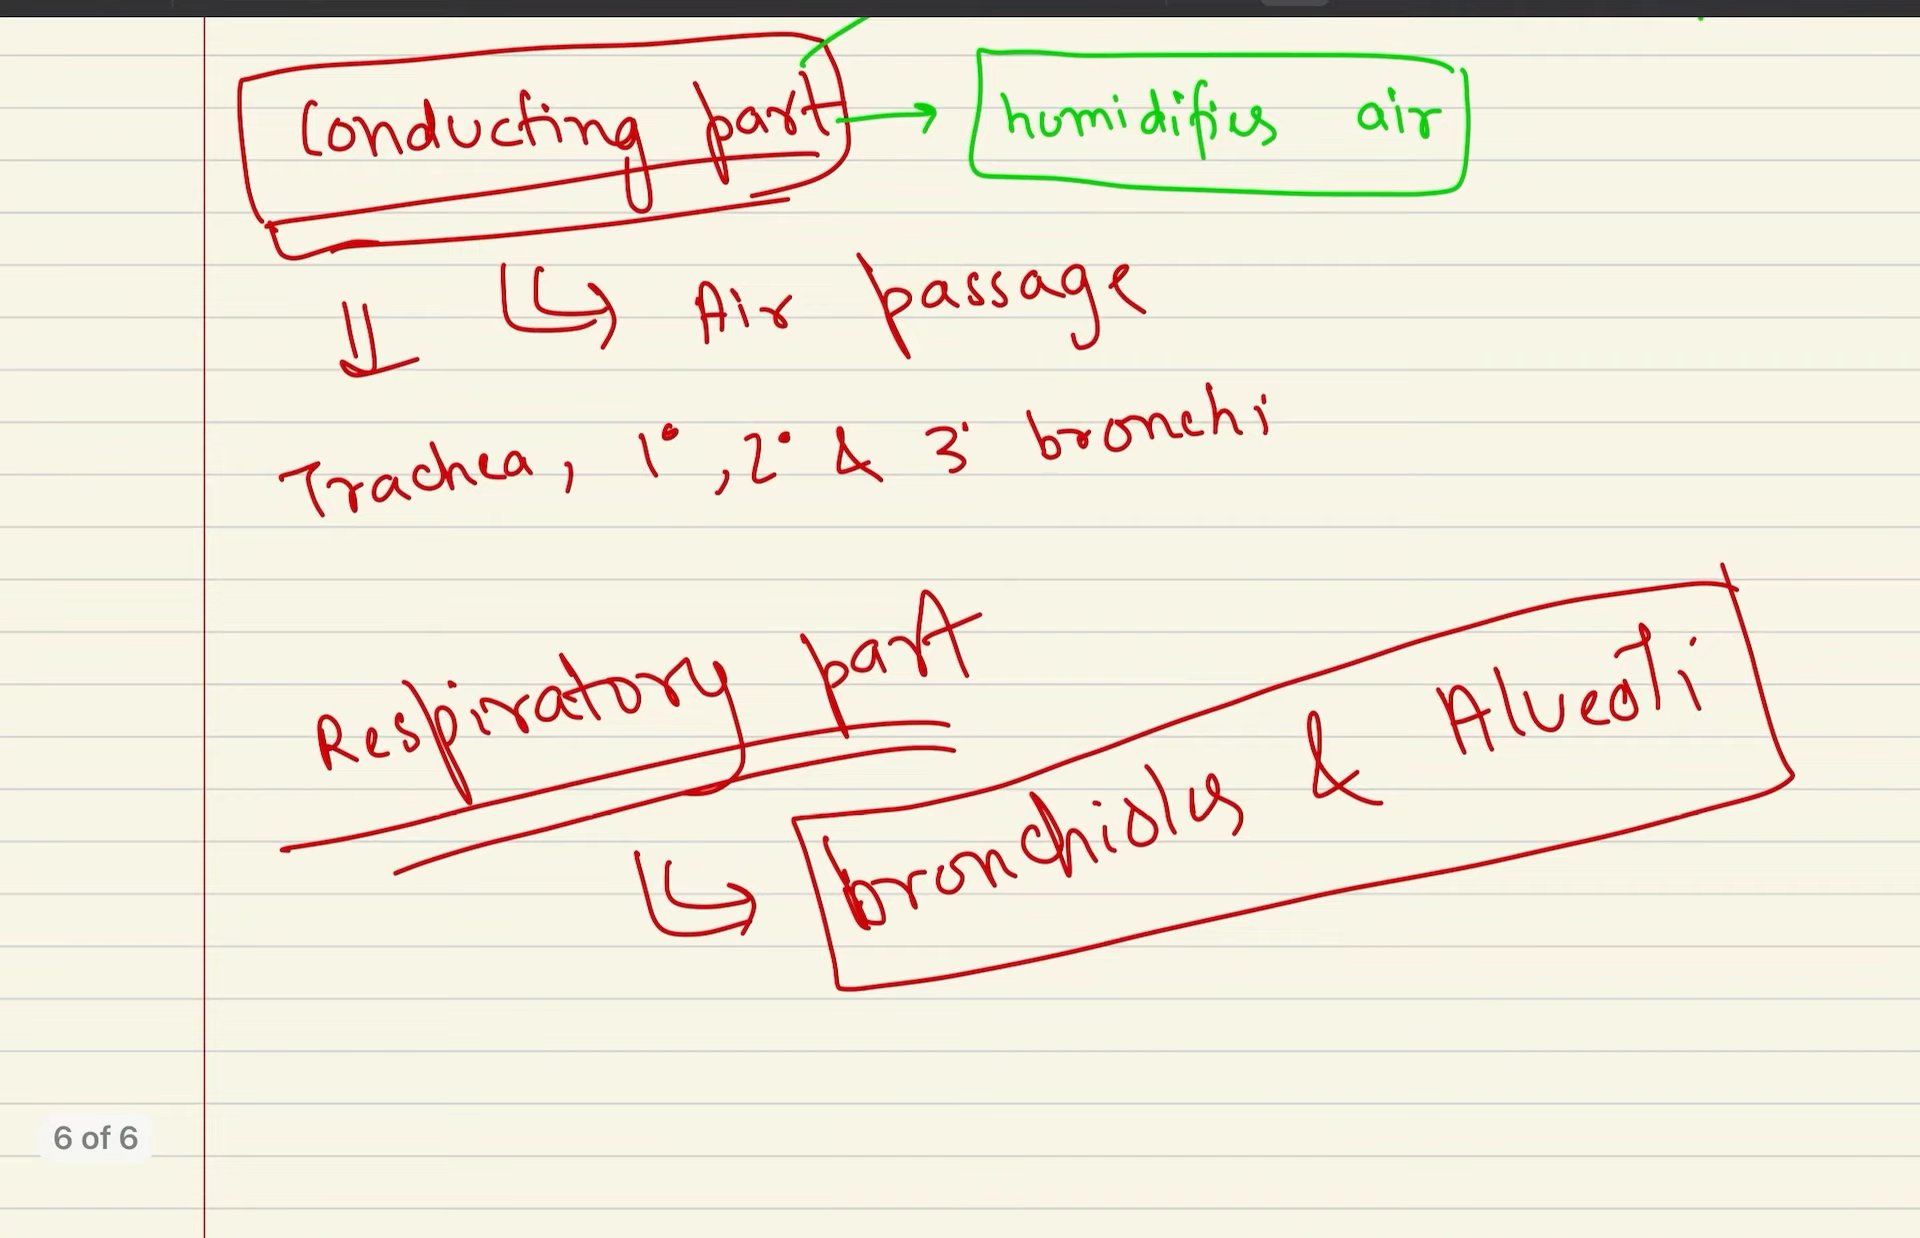 Conducting part → humidifies air
Air passage
Trachea, 1°, 2° & 3° bronchi
Respiratory part
bronchioles & Alveoli
6 of 6